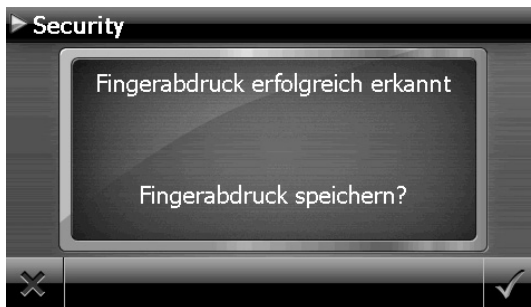 Security
Fingerabdruck erfolgreich erkannt
Fingerabdruck speichern?